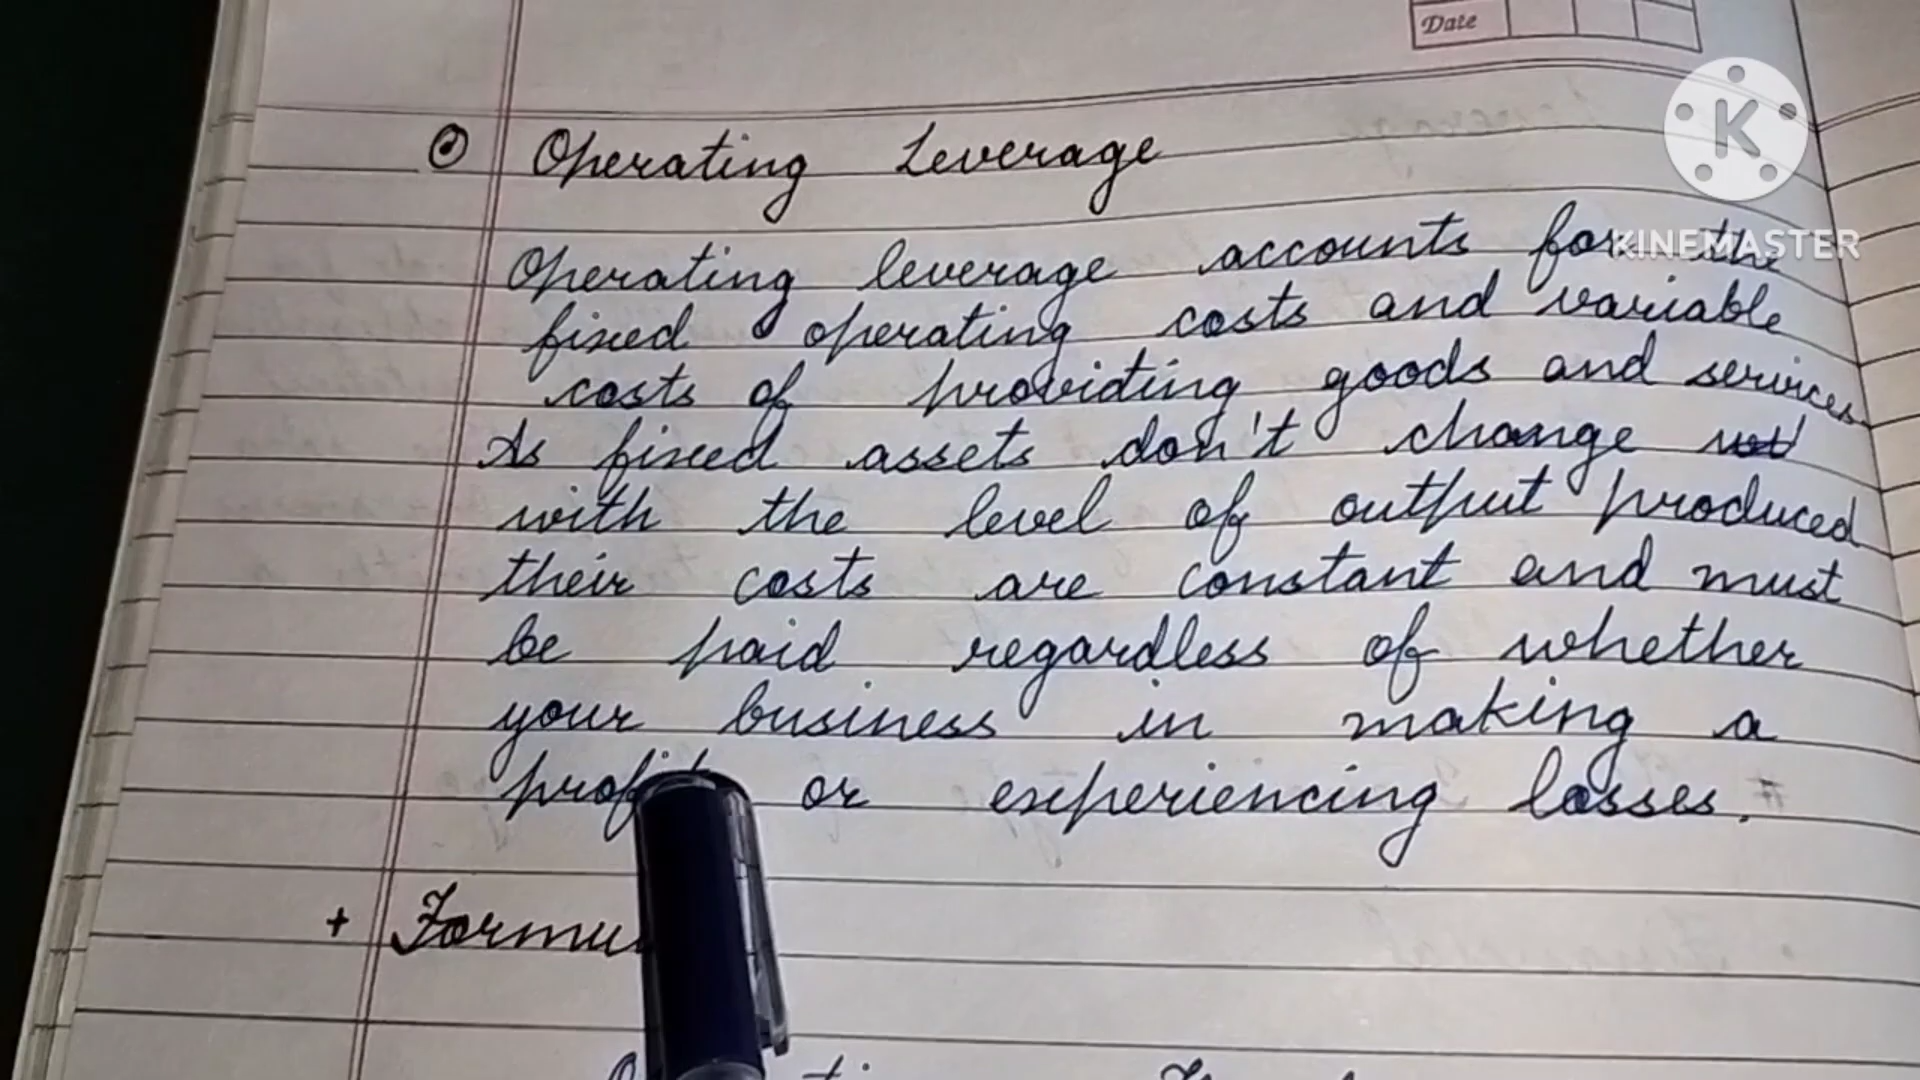 Date
K
KINEMASTER
Operating Leverage
Operating leverage accounts for the
fixed operating costs and variable
costs of providing goods and services
As fixed assets don't change
with the level of output produced
their costs are constant and must
be paid regardless of whether
your business in making a
profit or experiencing losses.
+ Formu